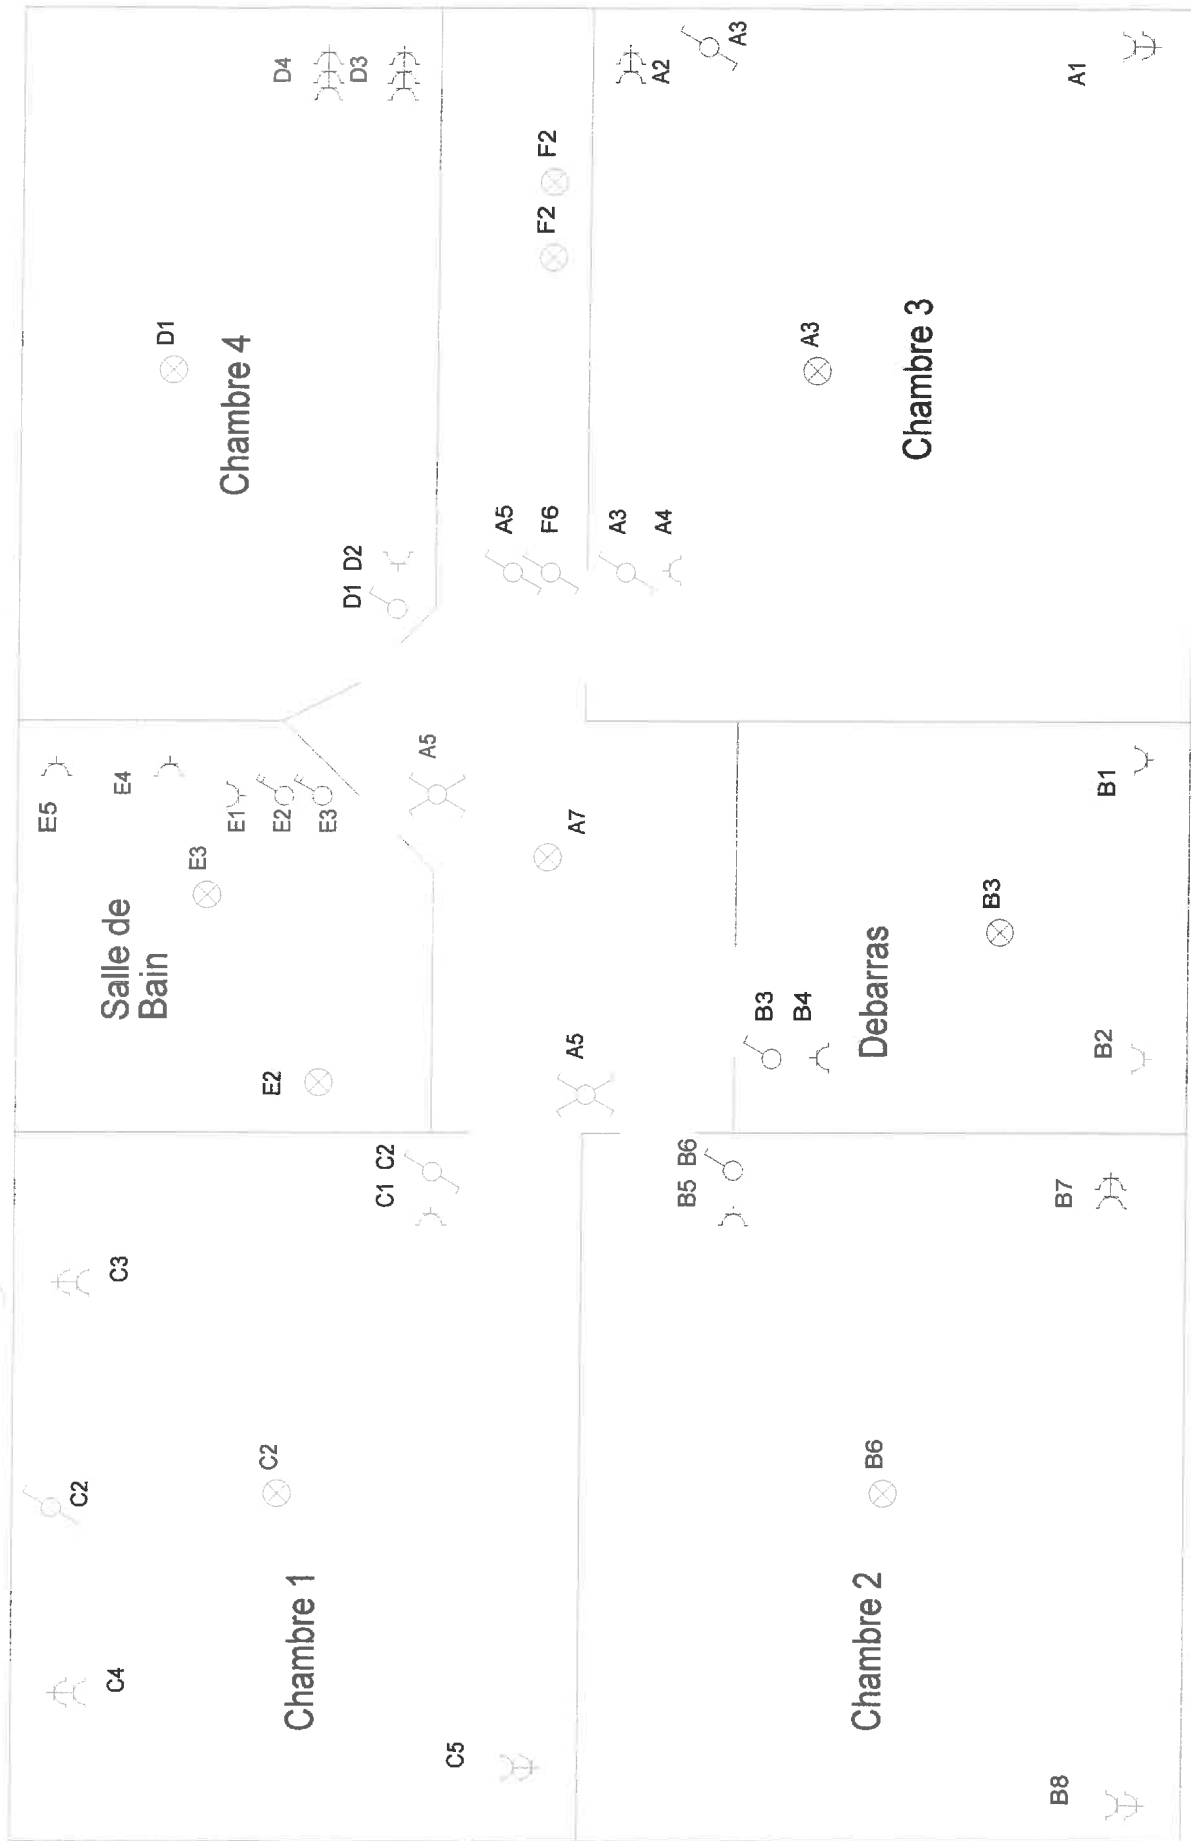 C4
C2
C3
C2
Chambre 1
C1 C2
C5
E5
E4
Salle de
Bain
E3
E1
E2
E3
E2
A5
D4
D3
D1
Chambre 4
D1 D2
F2
F2
A5
F6
A7
A5
A2
A3
A3
A4
A3
Chambre 3
A1
B3
B4
Debarras
B3
B2
B1
B5 B6
B6
Chambre 2
B7
B8